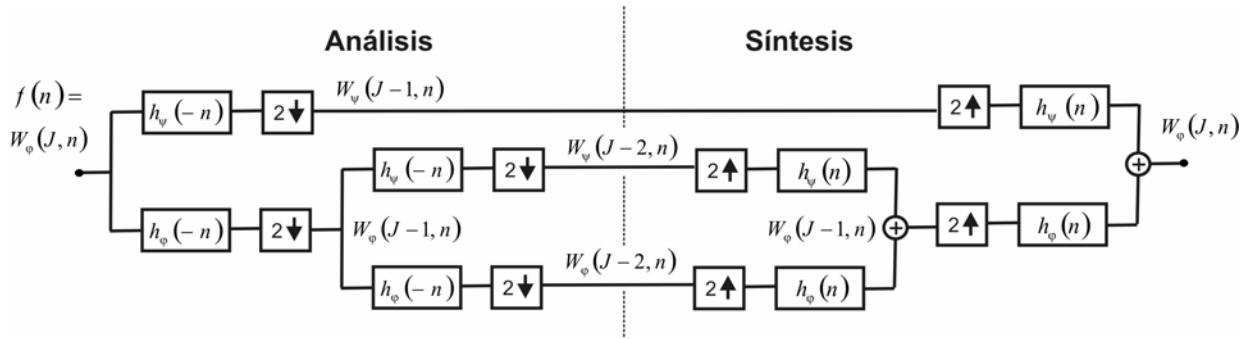 Análisis
Síntesis
f(n) =
W_φ(J, n)
h_ψ(−n)
2↓
W_ψ(J−1, n)
2↑
h_ψ(n)
W_φ(J, n)
h_ψ(−n)
2↓
W_ψ(J−2, n)
2↑
h_ψ(n)
h_φ(−n)
2↓
W_φ(J−1, n)
W_φ(J−1, n)
+
+
2↑
h_φ(n)
h_φ(−n)
2↓
W_φ(J−2, n)
2↑
h_φ(n)